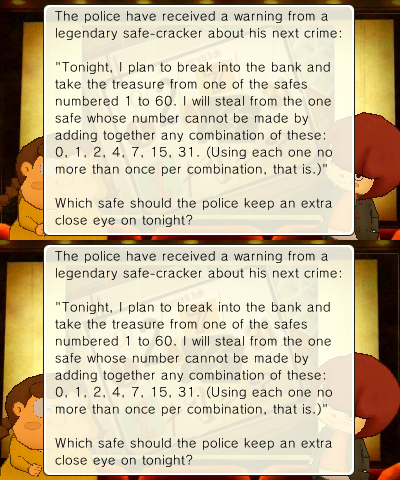 The police have received a warning from a
legendary safe-cracker about his next crime:
"Tonight, I plan to break into the bank and
take the treasure from one of the safes
numbered 1 to 60. I will steal from the one
safe whose number cannot be made by
adding together any combination of these:
0, 1, 2, 4, 7, 15, 31. (Using each one no
more than once per combination, that is.)"
Which safe should the police keep an extra
close eye on tonight?
The police have received a warning from a
legendary safe-cracker about his next crime:
"Tonight, I plan to break into the bank and
take the treasure from one of the safes
numbered 1 to 60. I will steal from the one
safe whose number cannot be made by
adding together any combination of these:
0, 1, 2, 4, 7, 15, 31. (Using each one no
more than once per combination, that is.)"
Which safe should the police keep an extra
close eye on tonight?